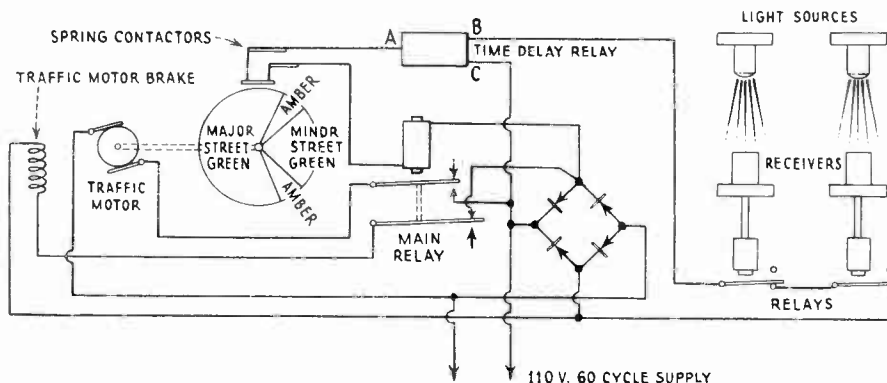 LIGHT SOURCES
SPRING CONTACTORS
A
B
TIME DELAY RELAY
C
TRAFFIC MOTOR BRAKE
AMBER
MAJOR
STREET
GREEN
MINOR
STREET
GREEN
AMBER
TRAFFIC
MOTOR
RECEIVERS
MAIN
RELAY
RELAYS
110 V. 60 CYCLE SUPPLY